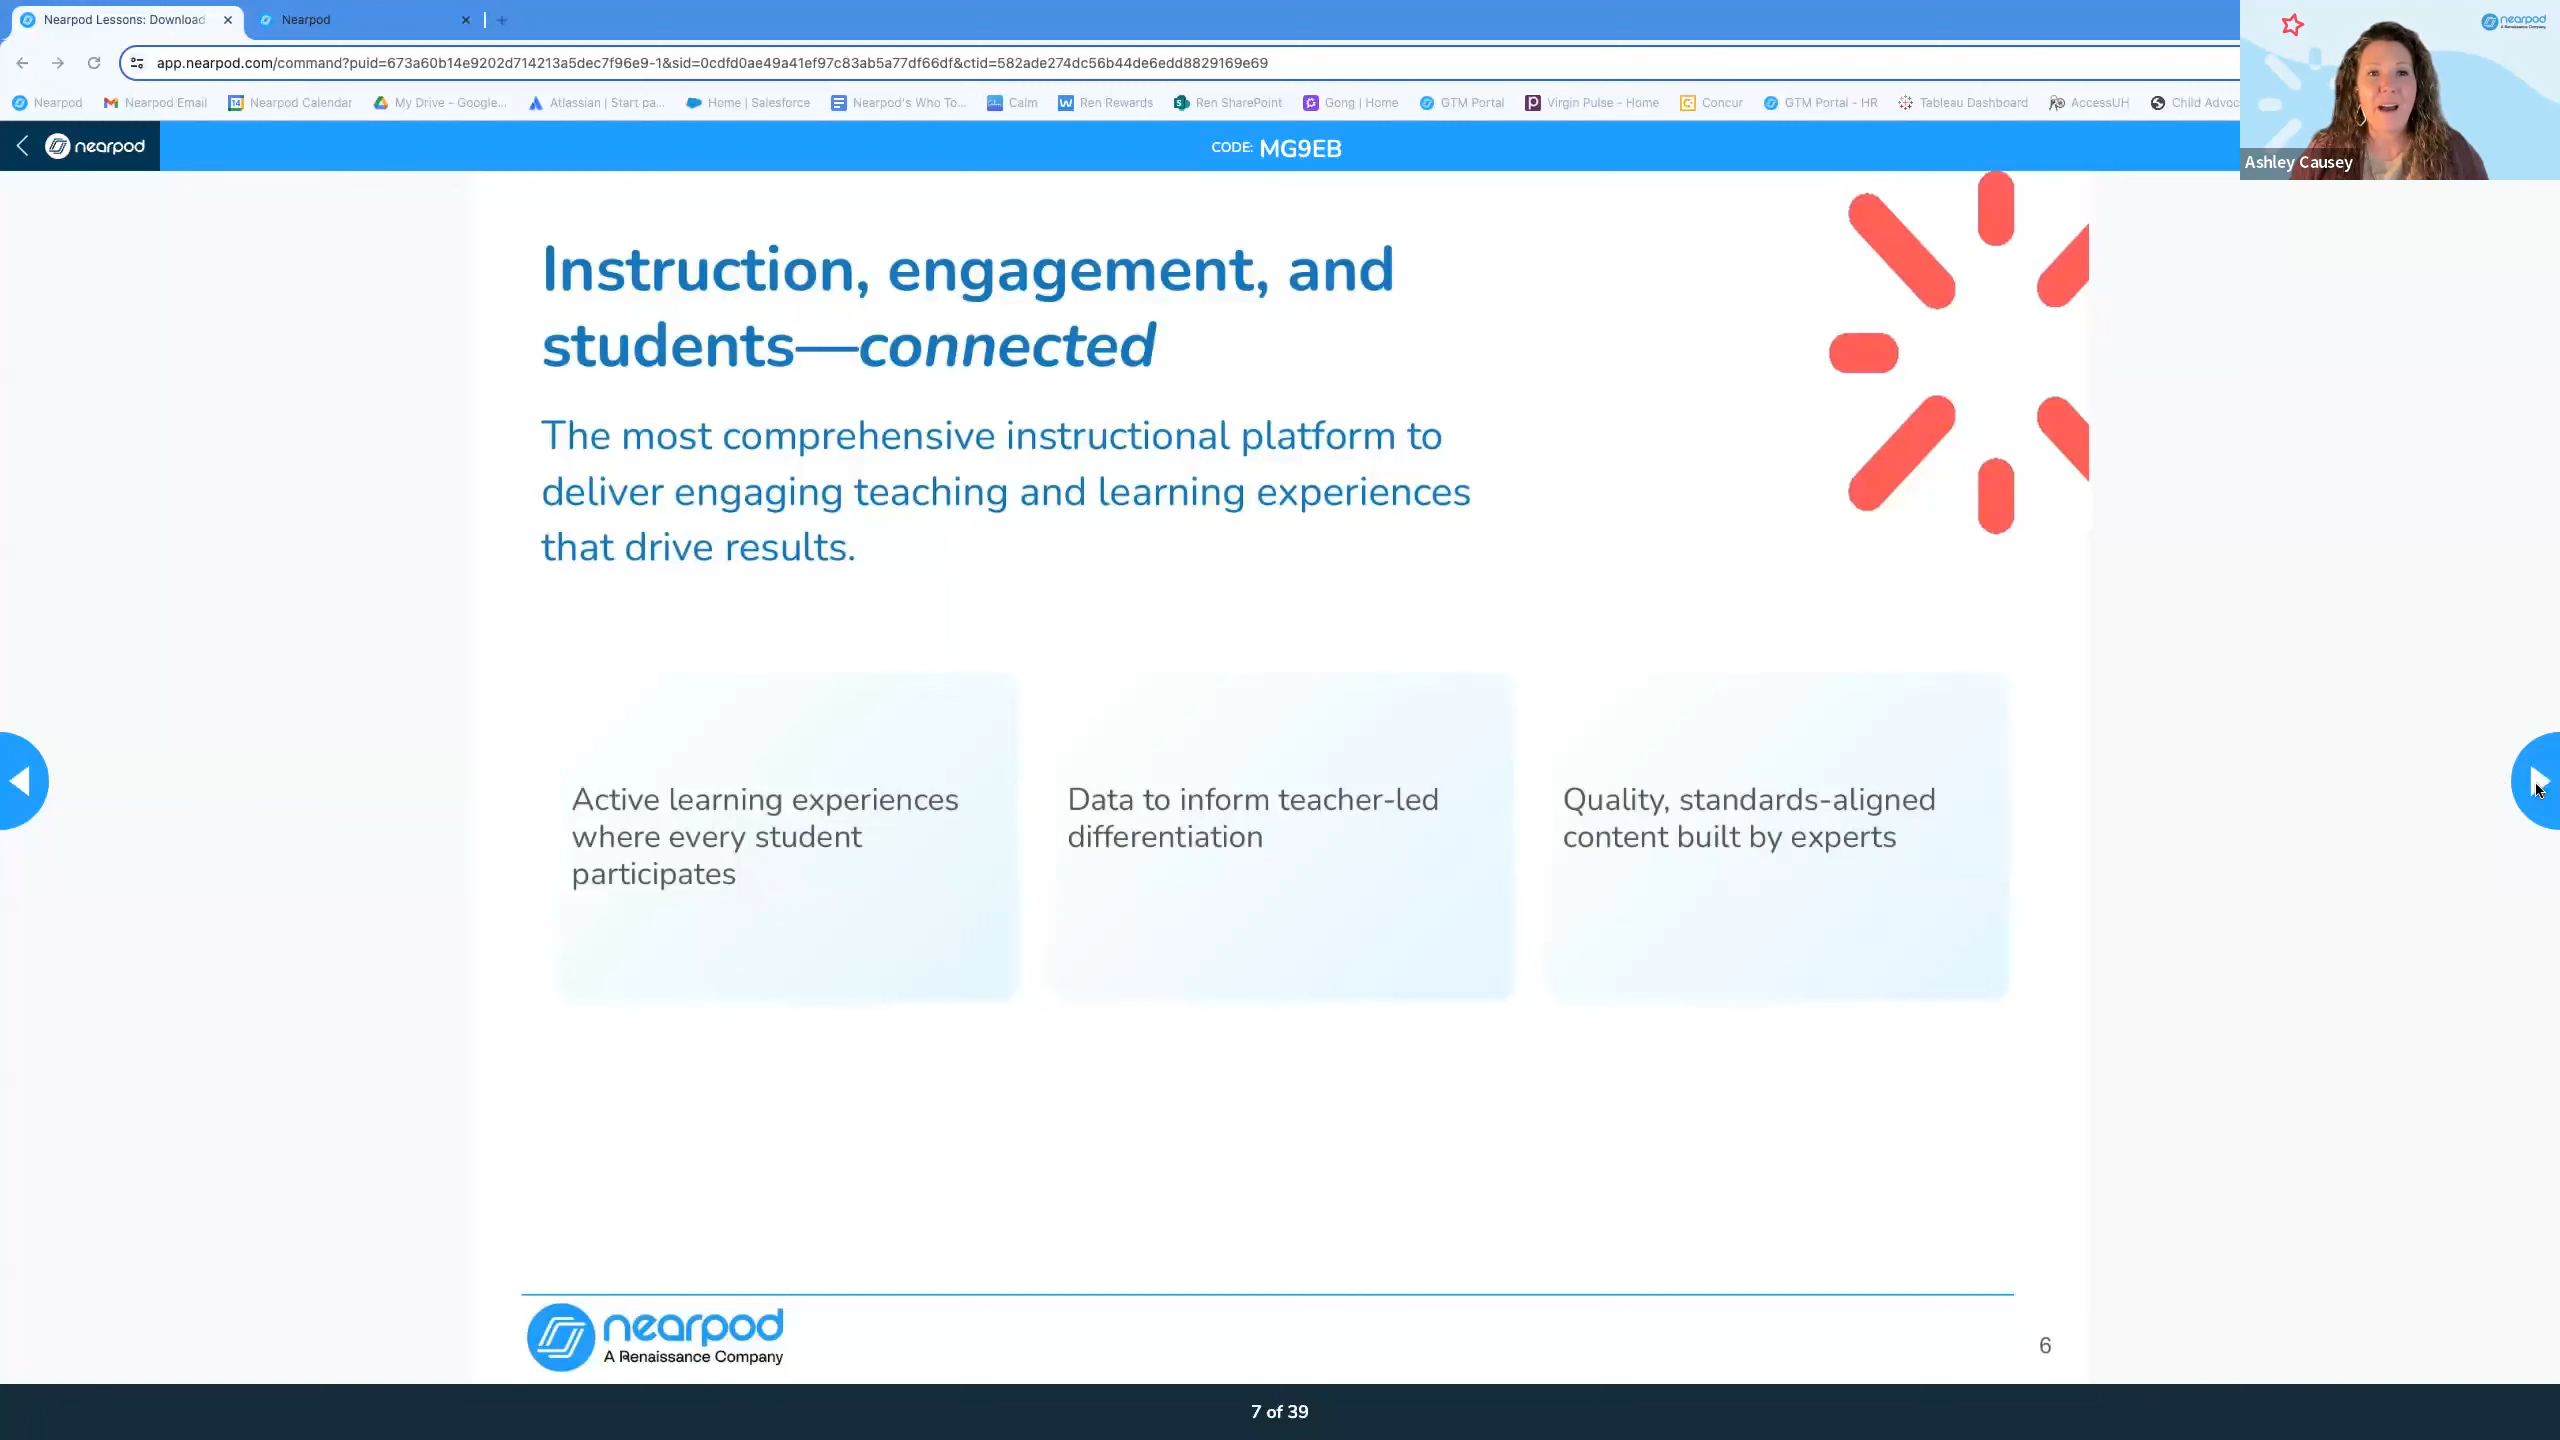 Nearpod Lessons: Download
Nearpod
app.nearpod.com/command?puid=673a60b14e9202d714213a5dec7f96e9-1&sid=0cdfd0ae49a41ef97c83ab5a77df66df&ctid=582ade274dc56b44de6edd8829169e69
Nearpod
Nearpod Email
14
Nearpod Calendar
My Drive - Google...
Atlassian | Start pa...
Home | Salesforce
Nearpod's Who To...
Calm
Ren Rewards
Ren SharePoint
Gong | Home
GTM Portal
Virgin Pulse - Home
Concur
GTM Portal - HR
Tableau Dashboard
AccessUH
Child Advoc
nearpod
A Renaissance Company
Ashley Causey
nearpod
CODE: MG9EB
Instruction, engagement, and
students—connected
The most comprehensive instructional platform to
deliver engaging teaching and learning experiences
that drive results.
Active learning experiences
where every student
participates
Data to inform teacher-led
differentiation
Quality, standards-aligned
content built by experts
nearpod
A Renaissance Company
6
7 of 39